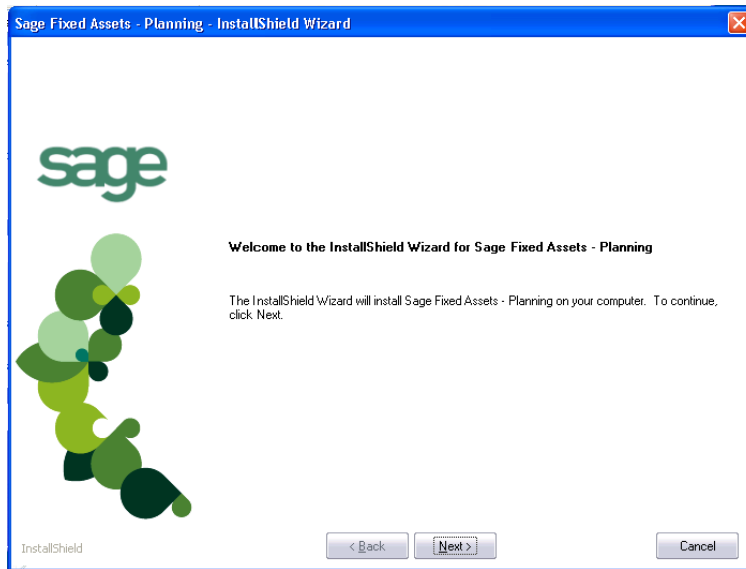 Sage Fixed Assets - Planning - InstallShield Wizard
sage
Welcome to the InstallShield Wizard for Sage Fixed Assets - Planning
The InstallShield Wizard will install Sage Fixed Assets - Planning on your computer. To continue,
click Next.
InstallShield
< Back
Next >
Cancel